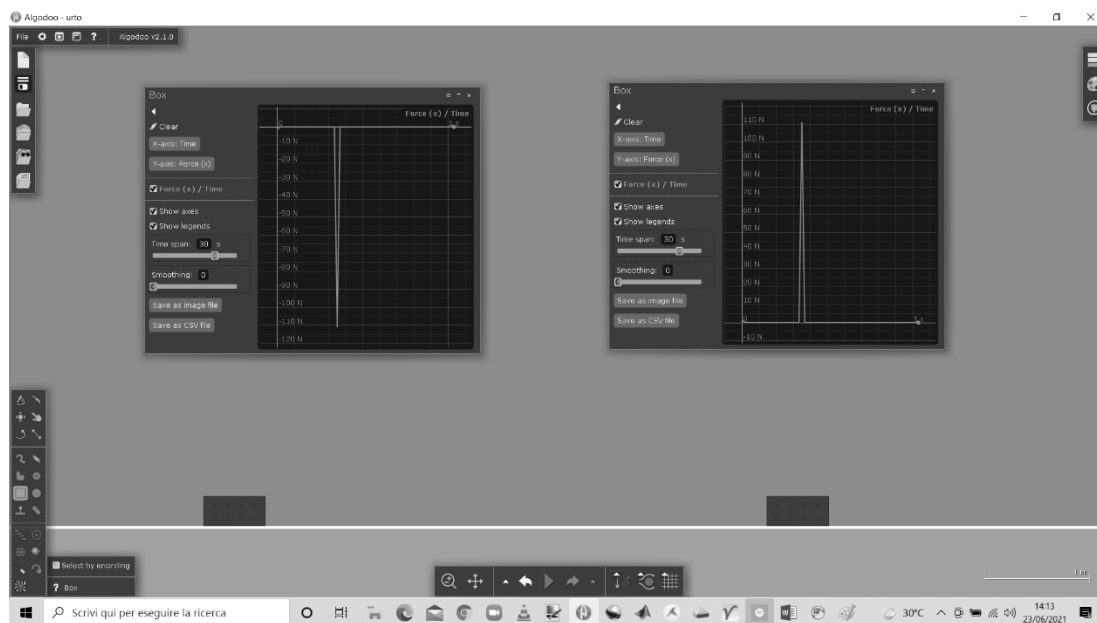 Algodoo - urto
File ? Algodoo v2.1.0
Box
Clear
X-axis: Time
Y-axis: Force (x)
Force (x) / Time
Show axes
Show legends
Time span: 30 s
Smoothing: 0
Save as image file
Save as CSV file
Force (x) / Time
0
1 s
-10 N
-20 N
-30 N
-40 N
-50 N
-60 N
-70 N
-80 N
-90 N
-100 N
-110 N
-120 N
Box
Clear
X-axis: Time
Y-axis: Force (x)
Force (x) / Time
Show axes
Show legends
Time span: 30 s
Smoothing: 0
Save as image file
Save as CSV file
Force (x) / Time
110 N
100 N
90 N
80 N
70 N
60 N
50 N
40 N
30 N
20 N
10 N
0
1 s
-10 N
Select by encircling
? Box
1 m
Scrivi qui per eseguire la ricerca
30°C
14:13
23/06/2021